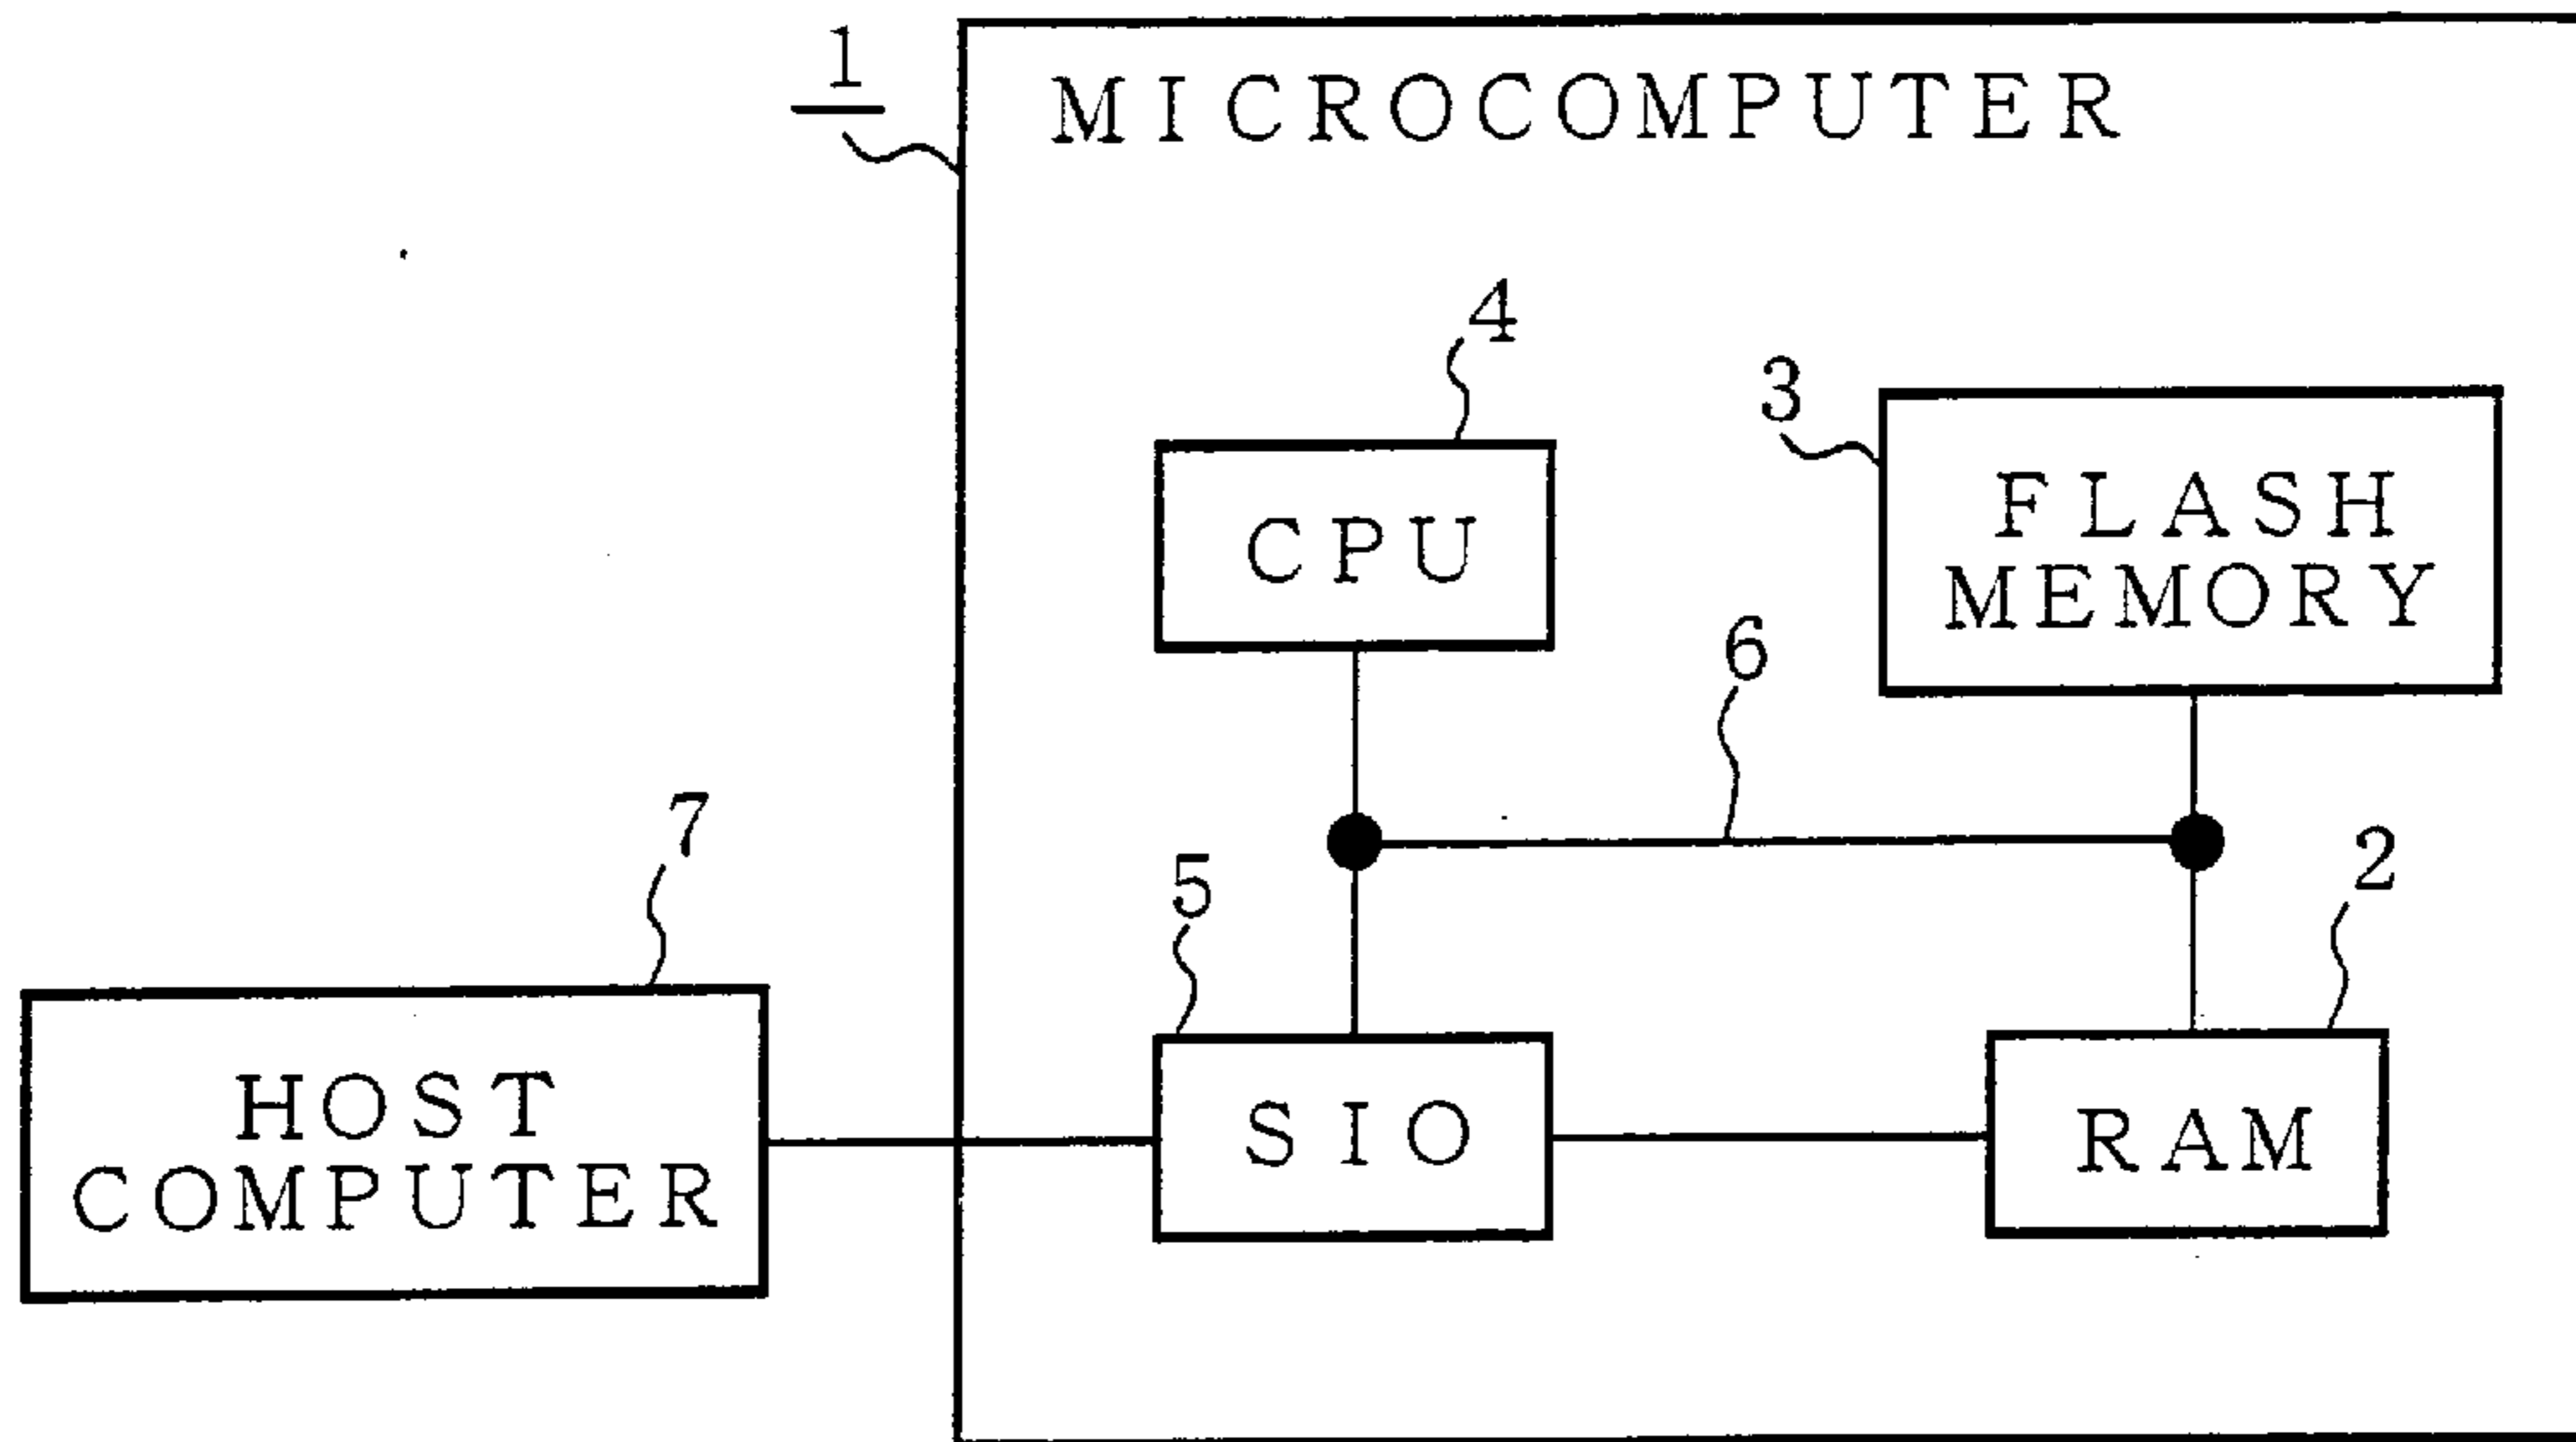 1
MICROCOMPUTER
4
CPU
3
FLASH
MEMORY
6
7
HOST
COMPUTER
5
SIO
2
RAM